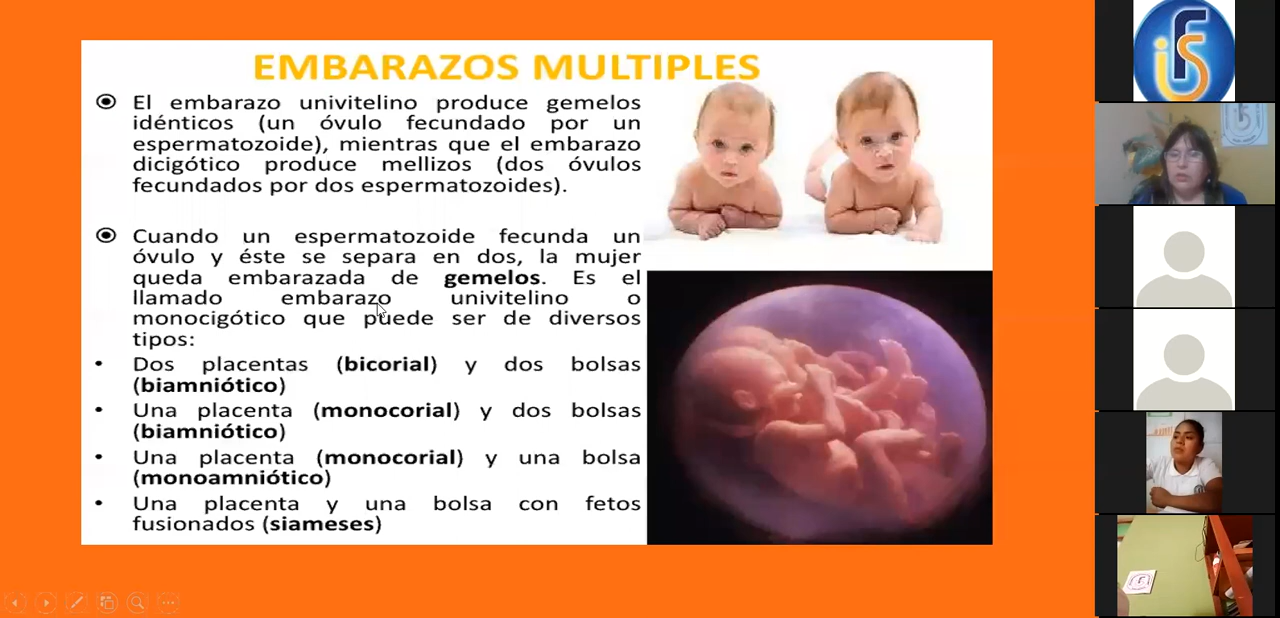 EMBARAZOS MULTIPLES
El embarazo univitelino produce gemelos
idénticos (un óvulo fecundado por un
espermatozoide), mientras que el embarazo
dicigótico produce mellizos (dos óvulos
fecundados por dos espermatozoides).
Cuando un espermatozoide fecunda un
óvulo y éste se separa en dos, la mujer
queda embarazada de gemelos. Es el
llamado embarazo univitelino o
monocigótico que puede ser de diversos
tipos:
• Dos placentas (bicorial) y dos bolsas
(biamniótico)
• Una placenta (monocorial) y dos bolsas
(biamniótico)
• Una placenta (monocorial) y una bolsa
(monoamniótico)
• Una placenta y una bolsa con fetos
fusionados (siameses)